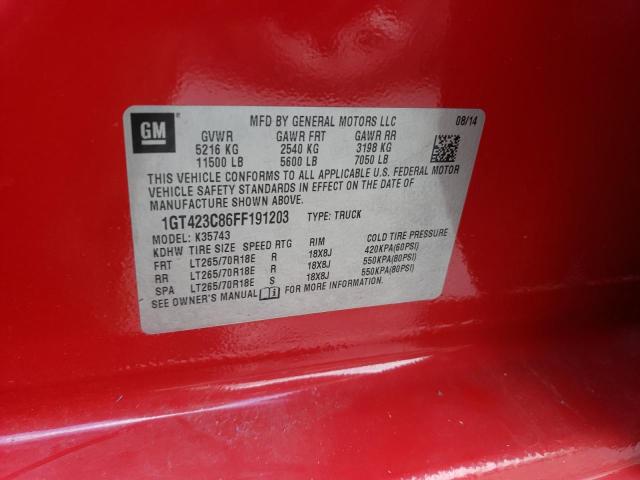 GM
MFD BY GENERAL MOTORS LLC 08/14
GVWR GAWR FRT GAWR RR
5216 KG 2540 KG 3198 KG
11500 LB 5600 LB 7050 LB
THIS VEHICLE CONFORMS TO ALL APPLICABLE U.S. FEDERAL MOTOR
VEHICLE SAFETY STANDARDS IN EFFECT ON THE DATE OF
MANUFACTURE SHOWN ABOVE.
1GT423C86FF191203 TYPE: TRUCK
MODEL: K35743
KDHW TIRE SIZE SPEED RTG RIM COLD TIRE PRESSURE
FRT LT265/70R18E R 18X8J 420KPA(60PSI)
RR LT265/70R18E R 18X8J 550KPA(80PSI)
SPA LT265/70R18E S 18X8J 550KPA(80PSI)
SEE OWNER'S MANUAL FOR MORE INFORMATION.